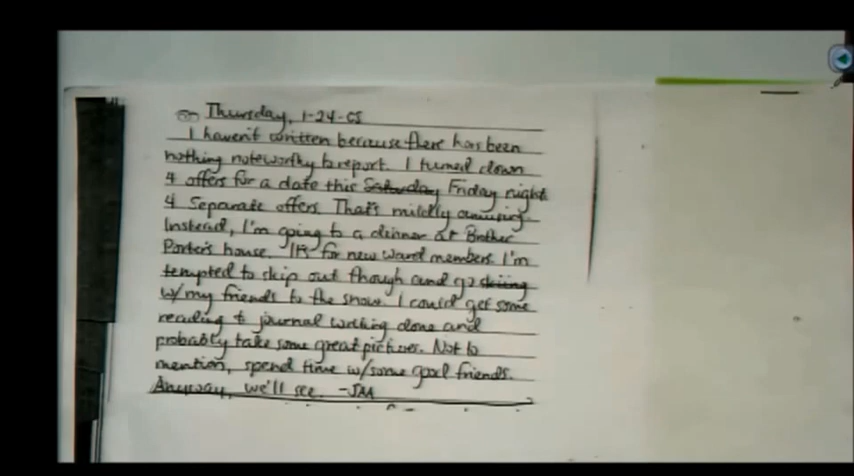 Thursday, 1-24-05
I haven't written because there has been
nothing noteworthy to report. I turned down
4 offers for a date this Saturday Friday night.
4 Separate offers. That's mildly amusing.
Instead, I'm going to a dinner at Brother
Porter's house. It's for new ward members. I'm
tempted to skip out though and go skiing
w/my friends to the snow. I could get some
reading & journal writing done and
probably take some great pictures. Not to
mention, spend time w/some good friends.
Anyway, we'll see. -JAA